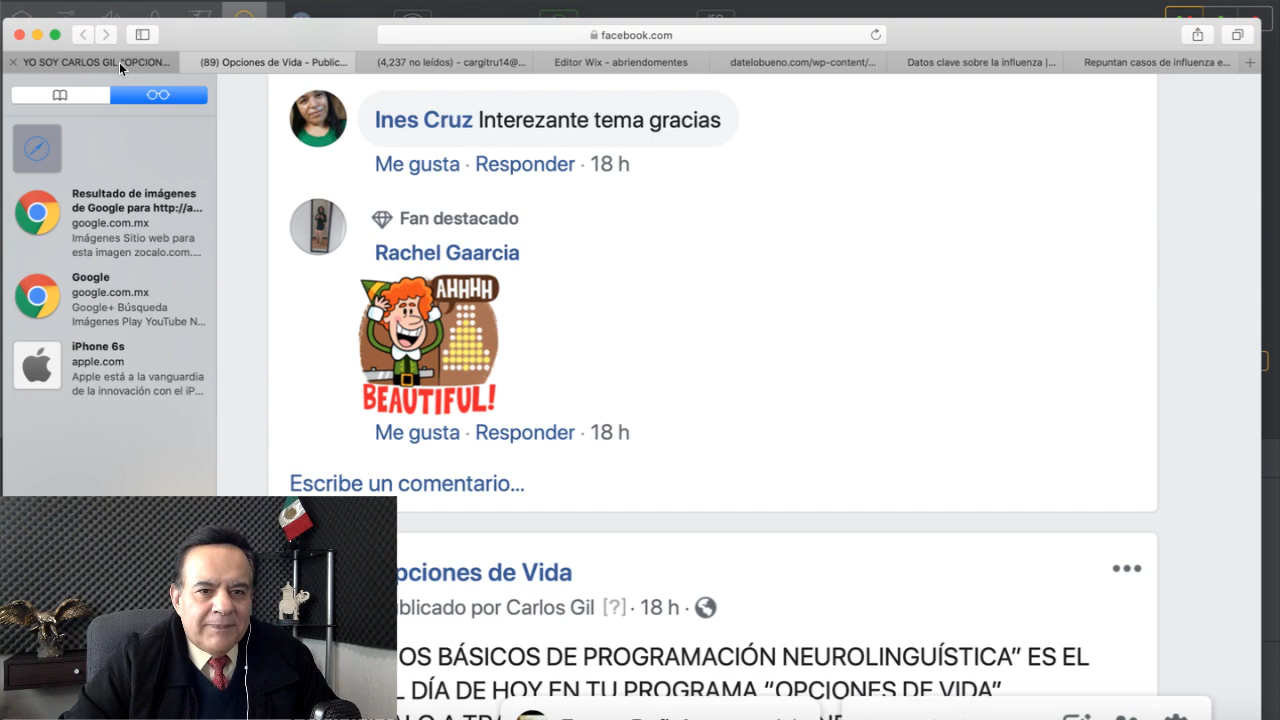 facebook.com
YO SOY CARLOS GIL "OPCION...
(89) Opciones de Vida - Public...
(4,237 no leídos) - cargitru14@...
Editor Wix - abriendomentes
datelobueno.com/wp-content/...
Datos clave sobre la influenza |...
Repuntan casos de influenza e...
Resultado de imágenes
de Google para http://a...
google.com.mx
Imágenes Sitio web para
esta imagen zocalo.com....
Google
google.com.mx
Google+ Búsqueda
Imágenes Play YouTube N...
iPhone 6s
apple.com
Apple está a la vanguardia
de la innovación con el iP...
Ines Cruz Interezante tema gracias
Me gusta · Responder · 18 h
Fan destacado
Rachel Gaarcia
AHHHH
BEAUTIFUL!
Me gusta · Responder · 18 h
Escribe un comentario...
pciones de Vida
ublicado por Carlos Gil [?] · 18 h ·
OS BÁSICOS DE PROGRAMACIÓN NEUROLINGUÍSTICA” ES EL
L DÍA DE HOY EN TU PROGRAMA “OPCIONES DE VIDA”